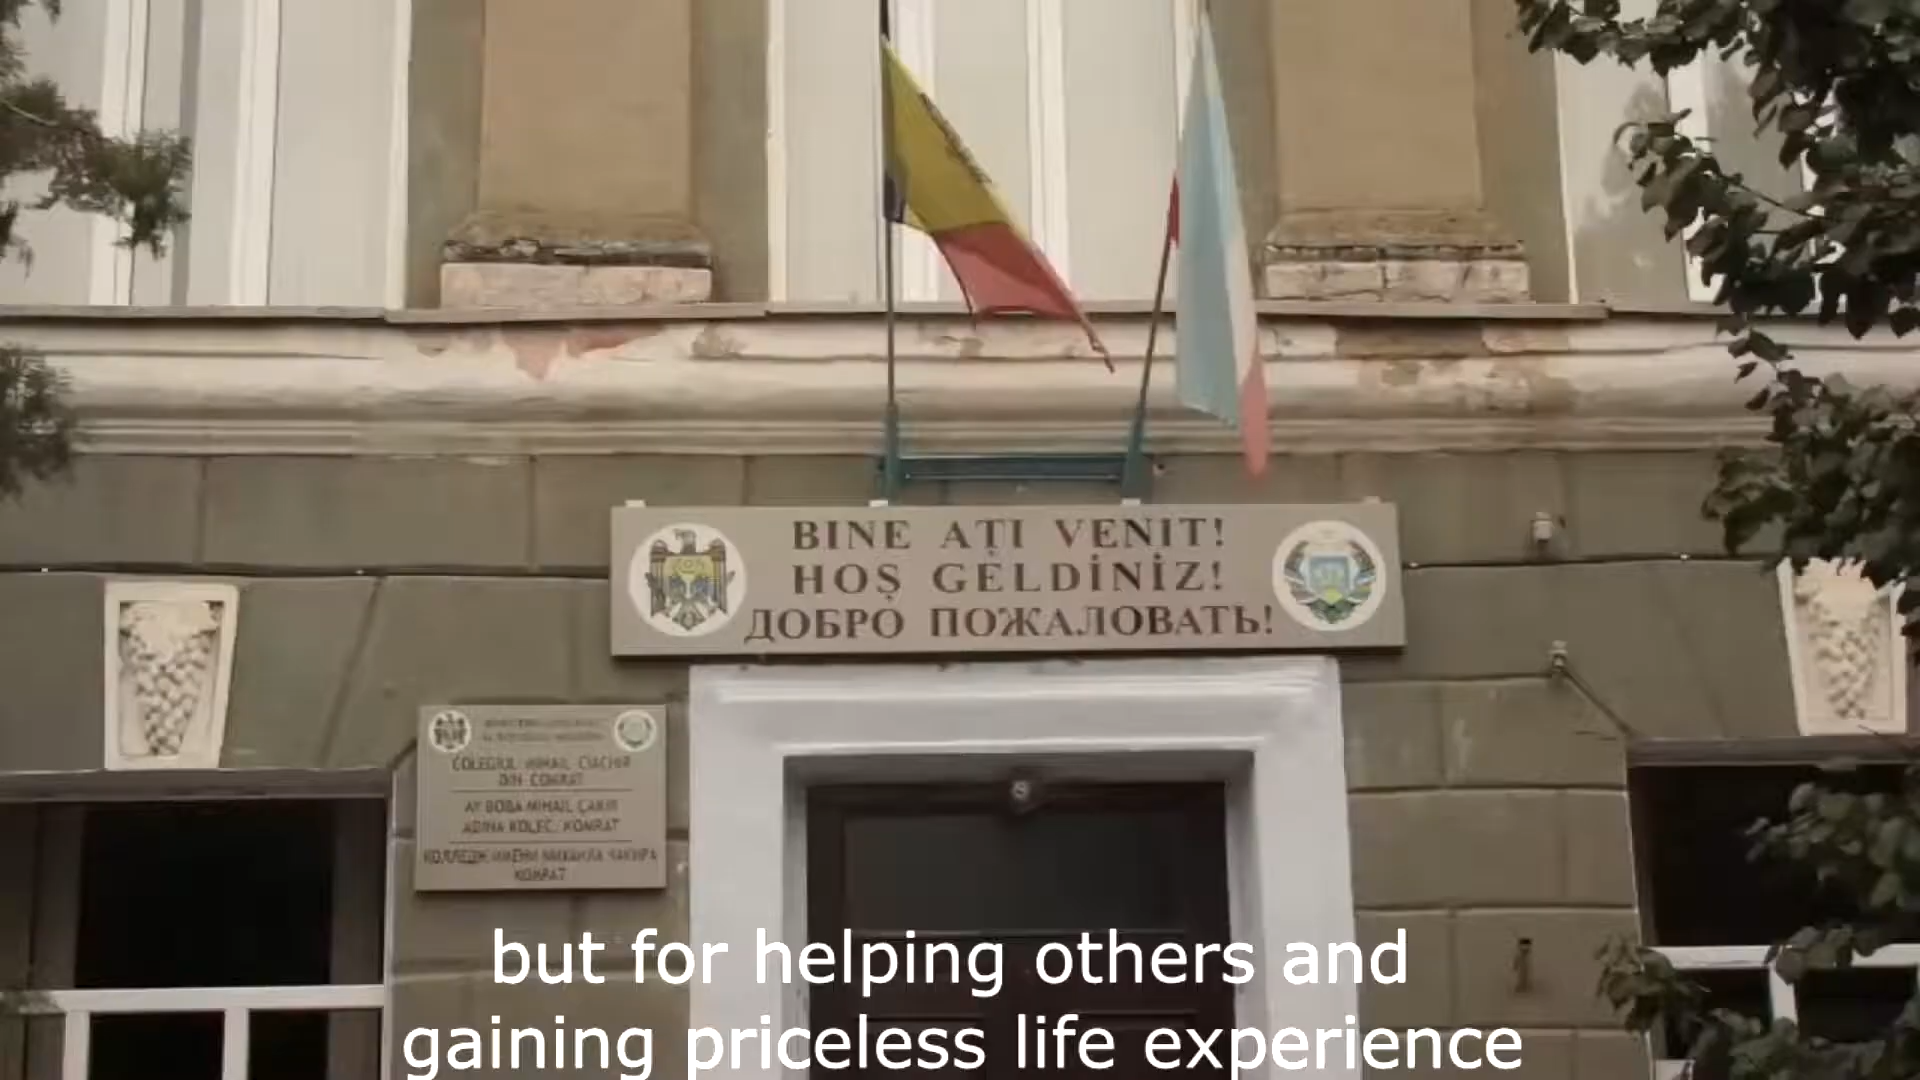 BINE AȚI VENIT!
HOȘ GELDİNİZ!
ДОБРО ПОЖАЛОВАТЬ!
COLEGIUL MIHAIL CIACHIR
DIN COMRAT
AY BOBA MIHAIL ÇAKIR
ADINA KOLEC. KOMRAT
КОЛЛЕДЖ ИМЕНИ МИХАИЛА ЧАКИРА
КОМРАТ
but for helping others and
gaining priceless life experience